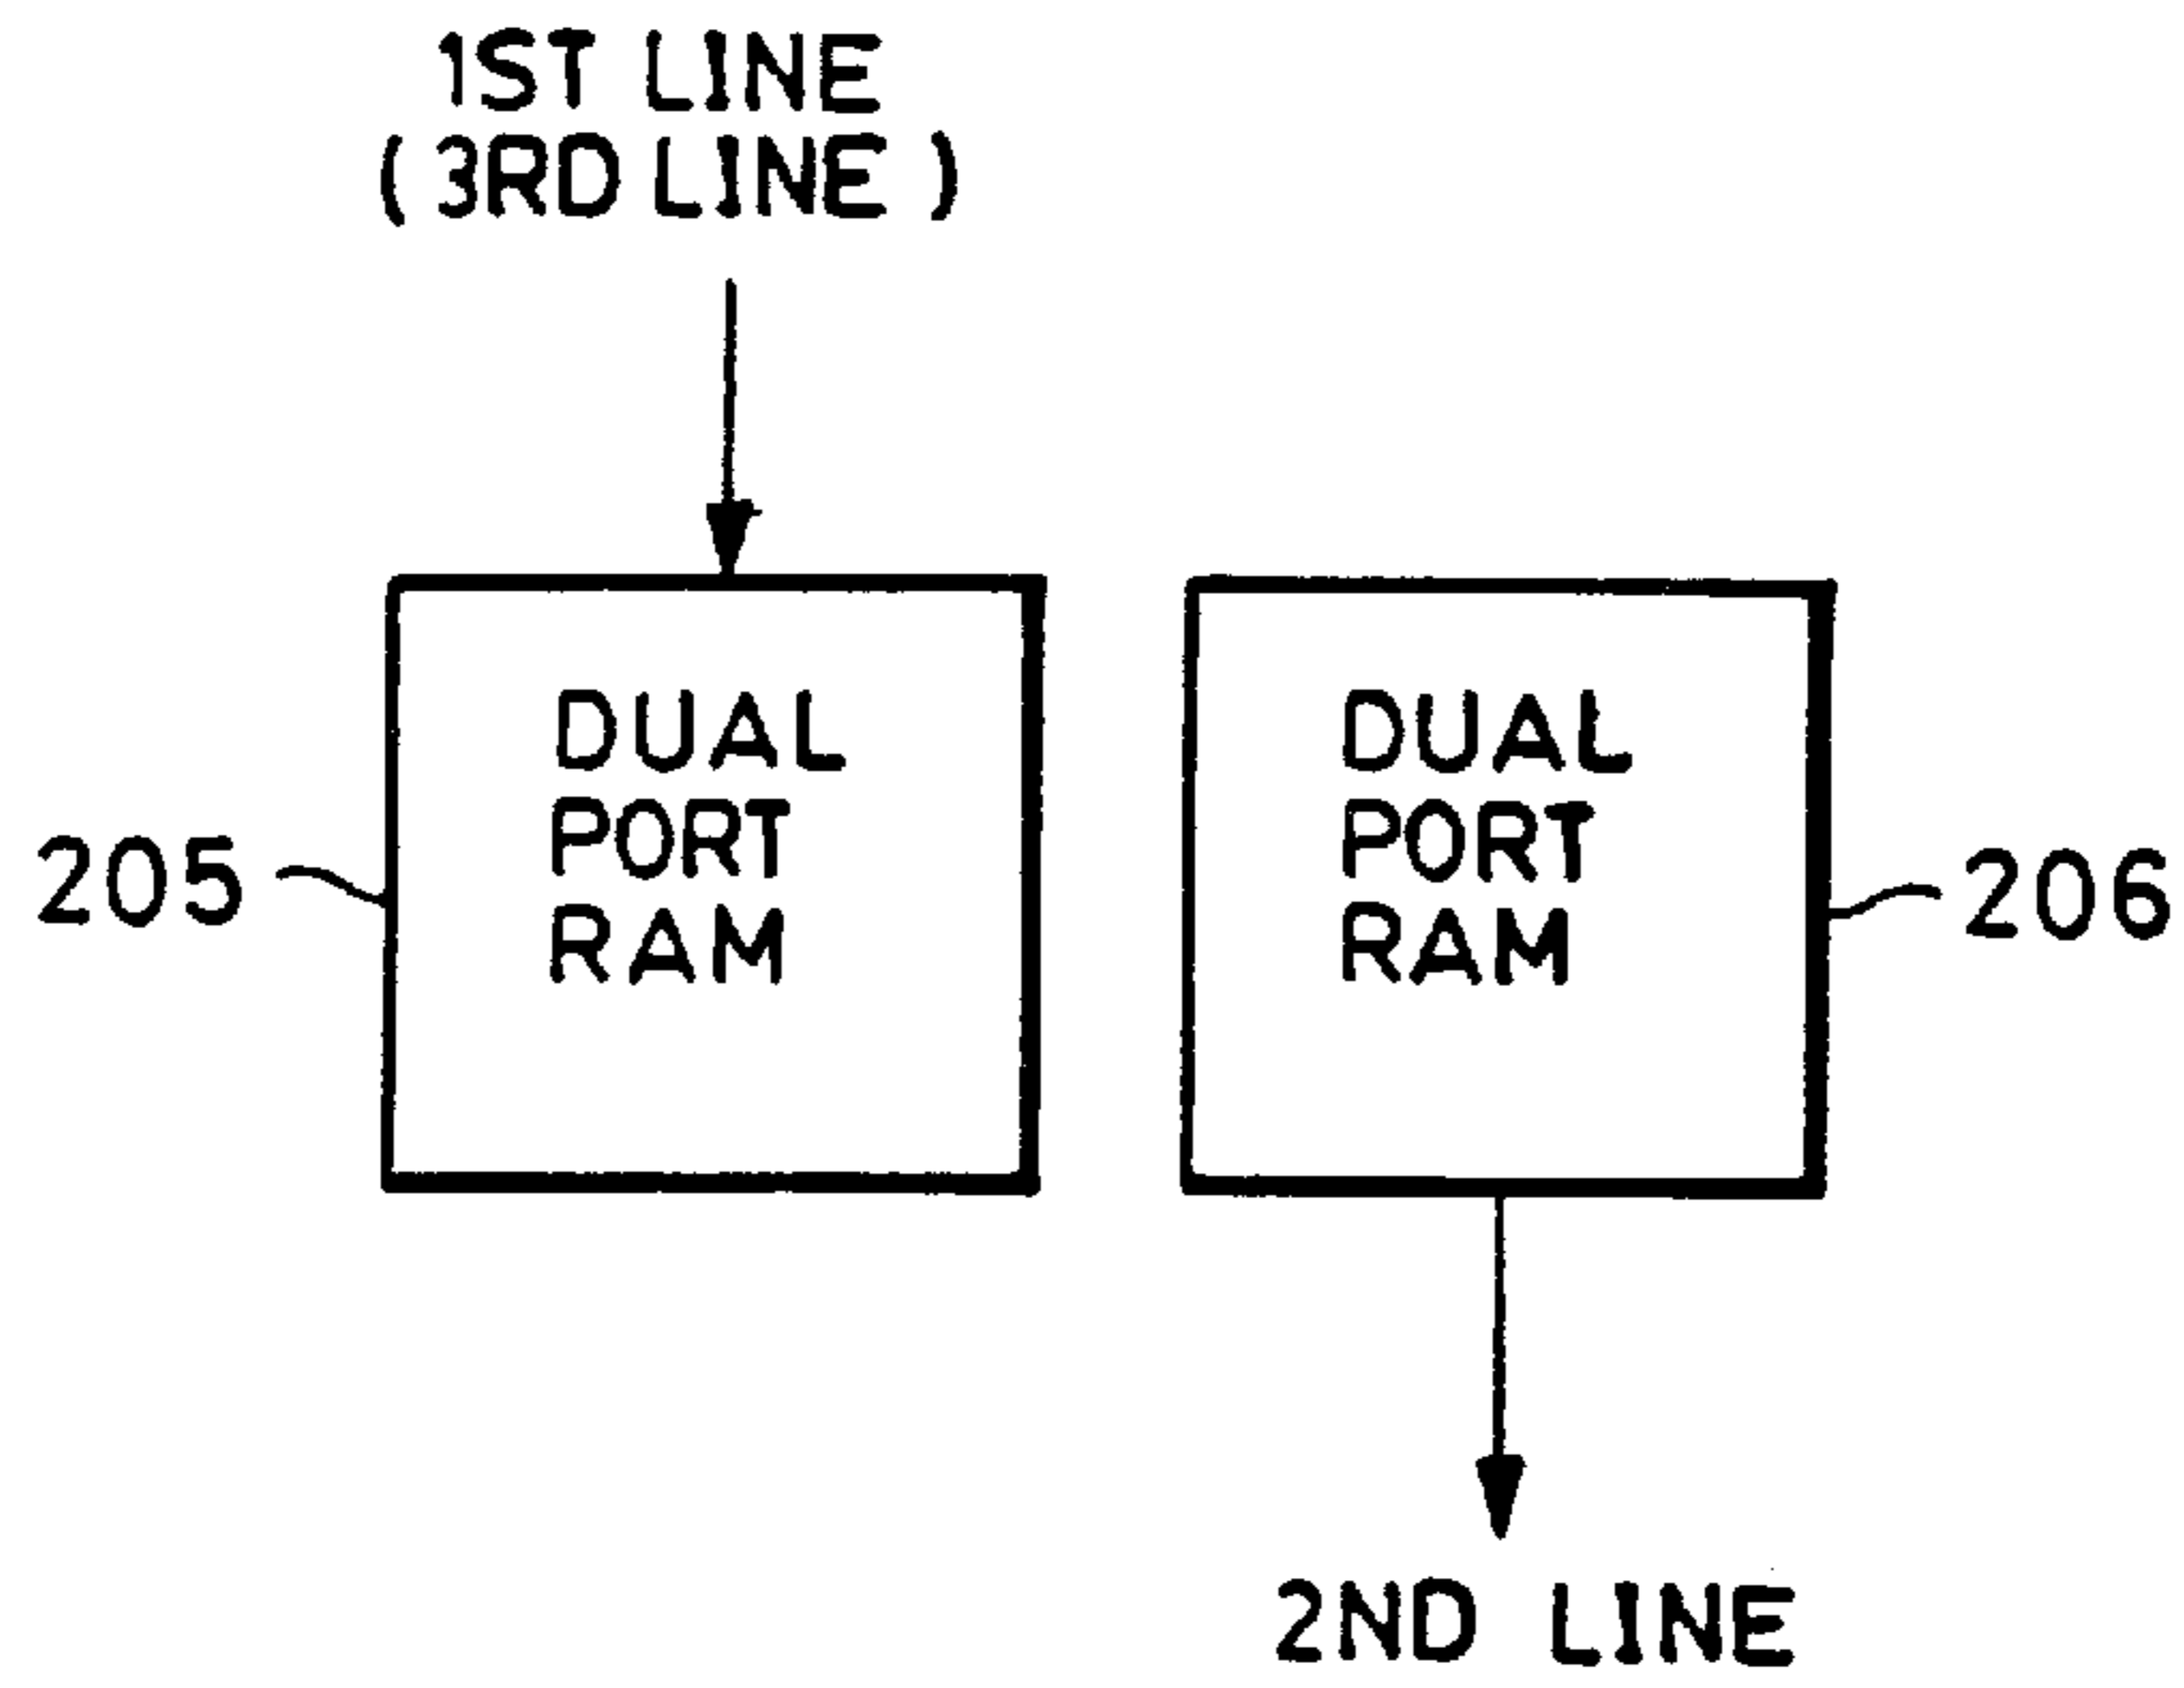 1ST LINE
(3RD LINE)
DUAL
PORT
RAM
205
DUAL
PORT
RAM
206
2ND LINE